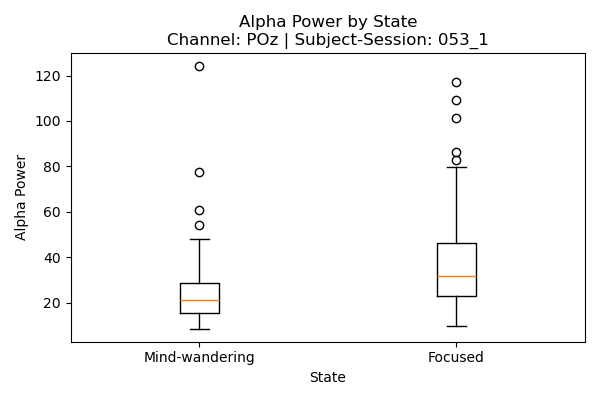 Alpha Power by State
Channel: POz | Subject-Session: 053_1
120
100
80
60
40
20
Alpha Power
Mind-wandering
Focused
State